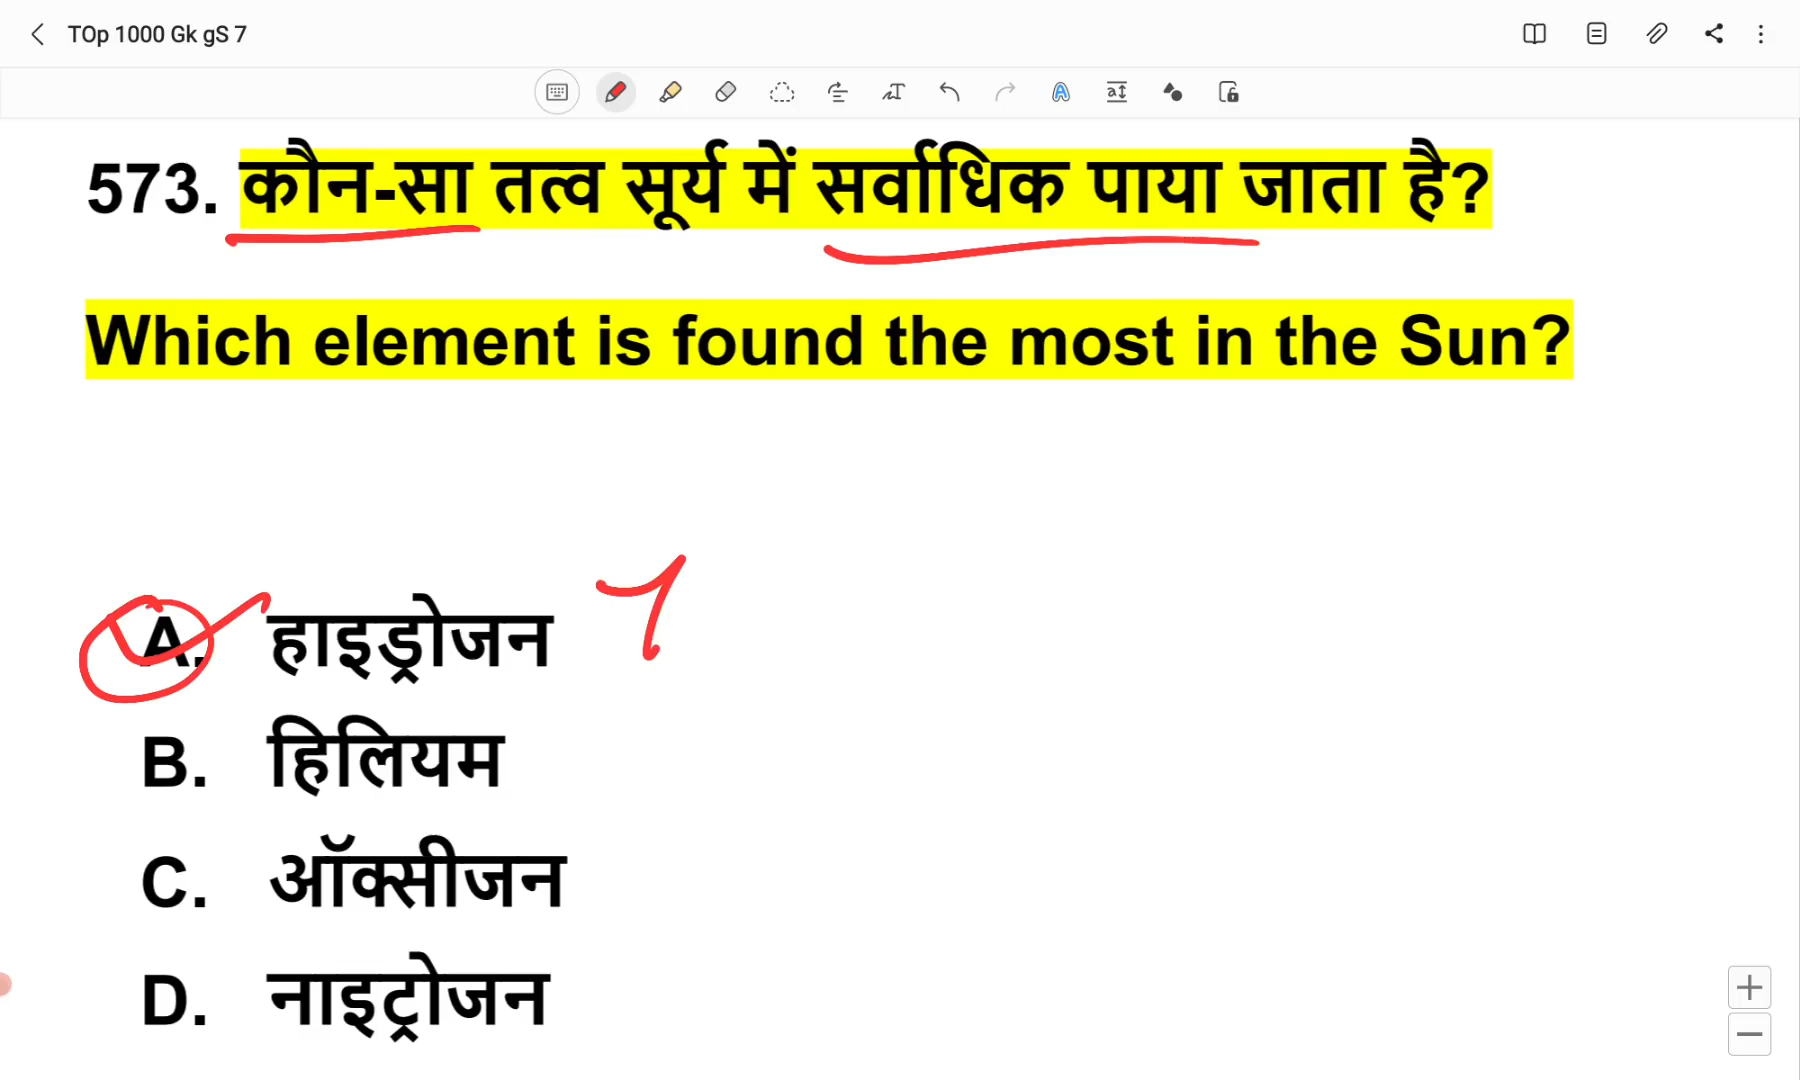 TOp 1000 Gk gS 7
573. कौन-सा तत्व सूर्य में सर्वाधिक पाया जाता है?
Which element is found the most in the Sun?
A. हाइड्रोजन
B. हिलियम
C. ऑक्सीजन
D. नाइट्रोजन